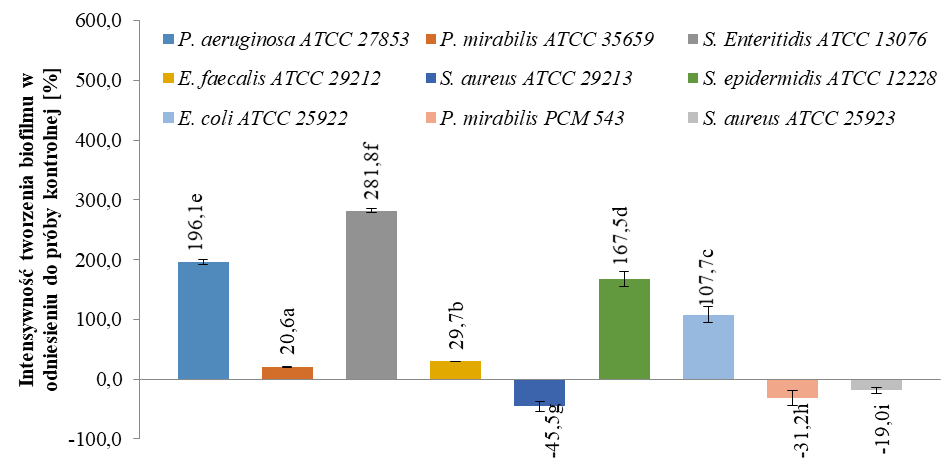 Intensywność tworzenia biofilmu w
odniesieniu do próby kontrolnej [%]
600,0
500,0
400,0
300,0
200,0
100,0
0,0
-100,0
P. aeruginosa ATCC 27853
P. mirabilis ATCC 35659
S. Enteritidis ATCC 13076
E. faecalis ATCC 29212
S. aureus ATCC 29213
S. epidermidis ATCC 12228
E. coli ATCC 25922
P. mirabilis PCM 543
S. aureus ATCC 25923
196,1e
20,6a
281,8f
29,7b
-45,5g
167,5d
107,7c
-31,2h
-19,0i